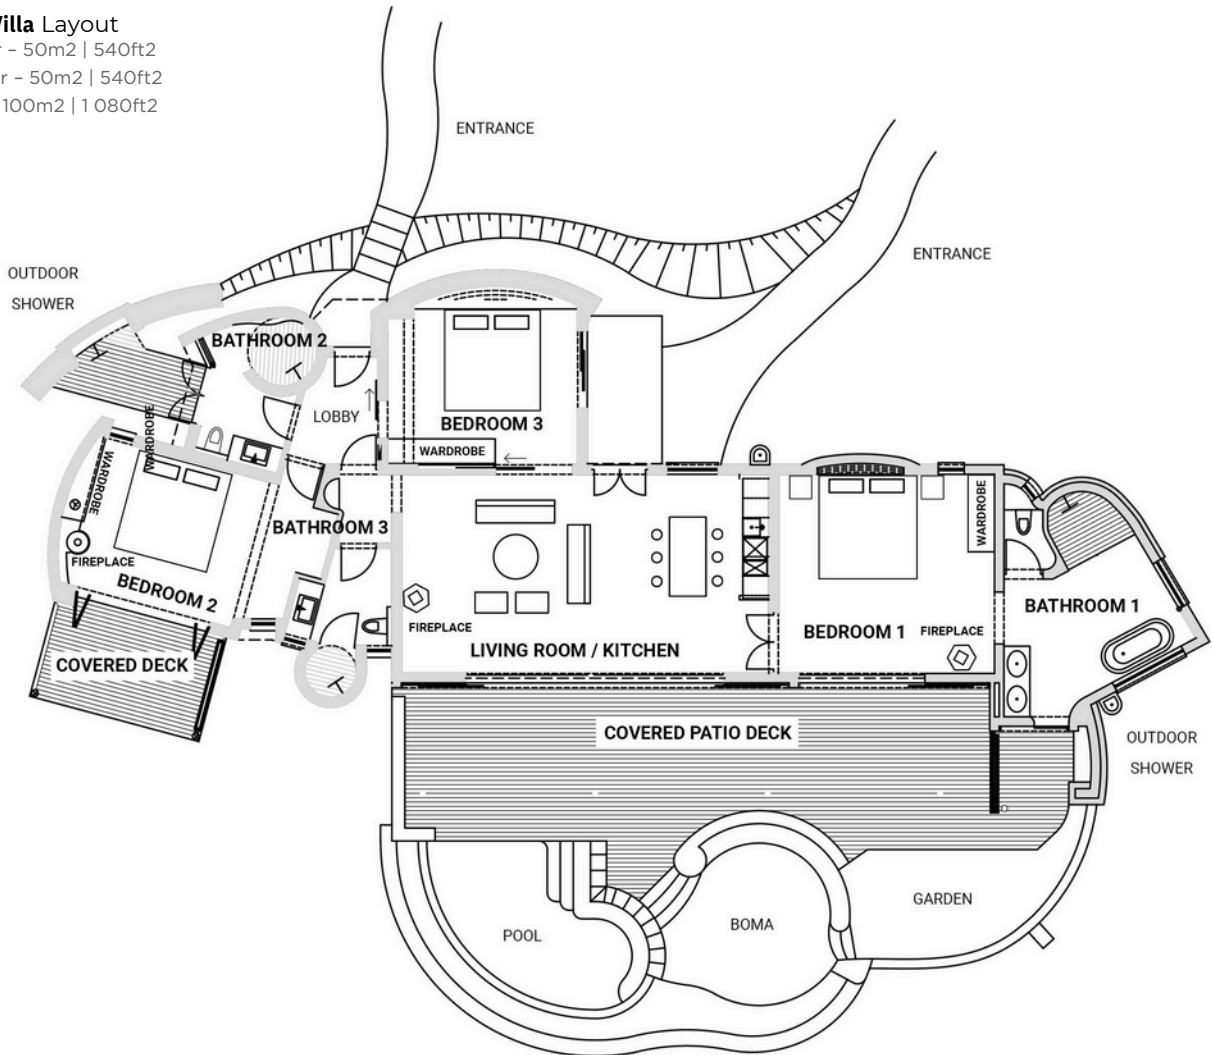 Villa Layout
- 50m2 | 540ft2
r - 50m2 | 540ft2
100m2 | 1 080ft2
ENTRANCE
ENTRANCE
OUTDOOR
SHOWER
BATHROOM 2
LOBBY
BEDROOM 3
WARDROBE
WARDROBE
WARDROBE
WARDROBE
BATHROOM 3
FIREPLACE
BEDROOM 2
COVERED DECK
FIREPLACE
LIVING ROOM / KITCHEN
BEDROOM 1
FIREPLACE
BATHROOM 1
COVERED PATIO DECK
OUTDOOR
SHOWER
GARDEN
BOMA
POOL